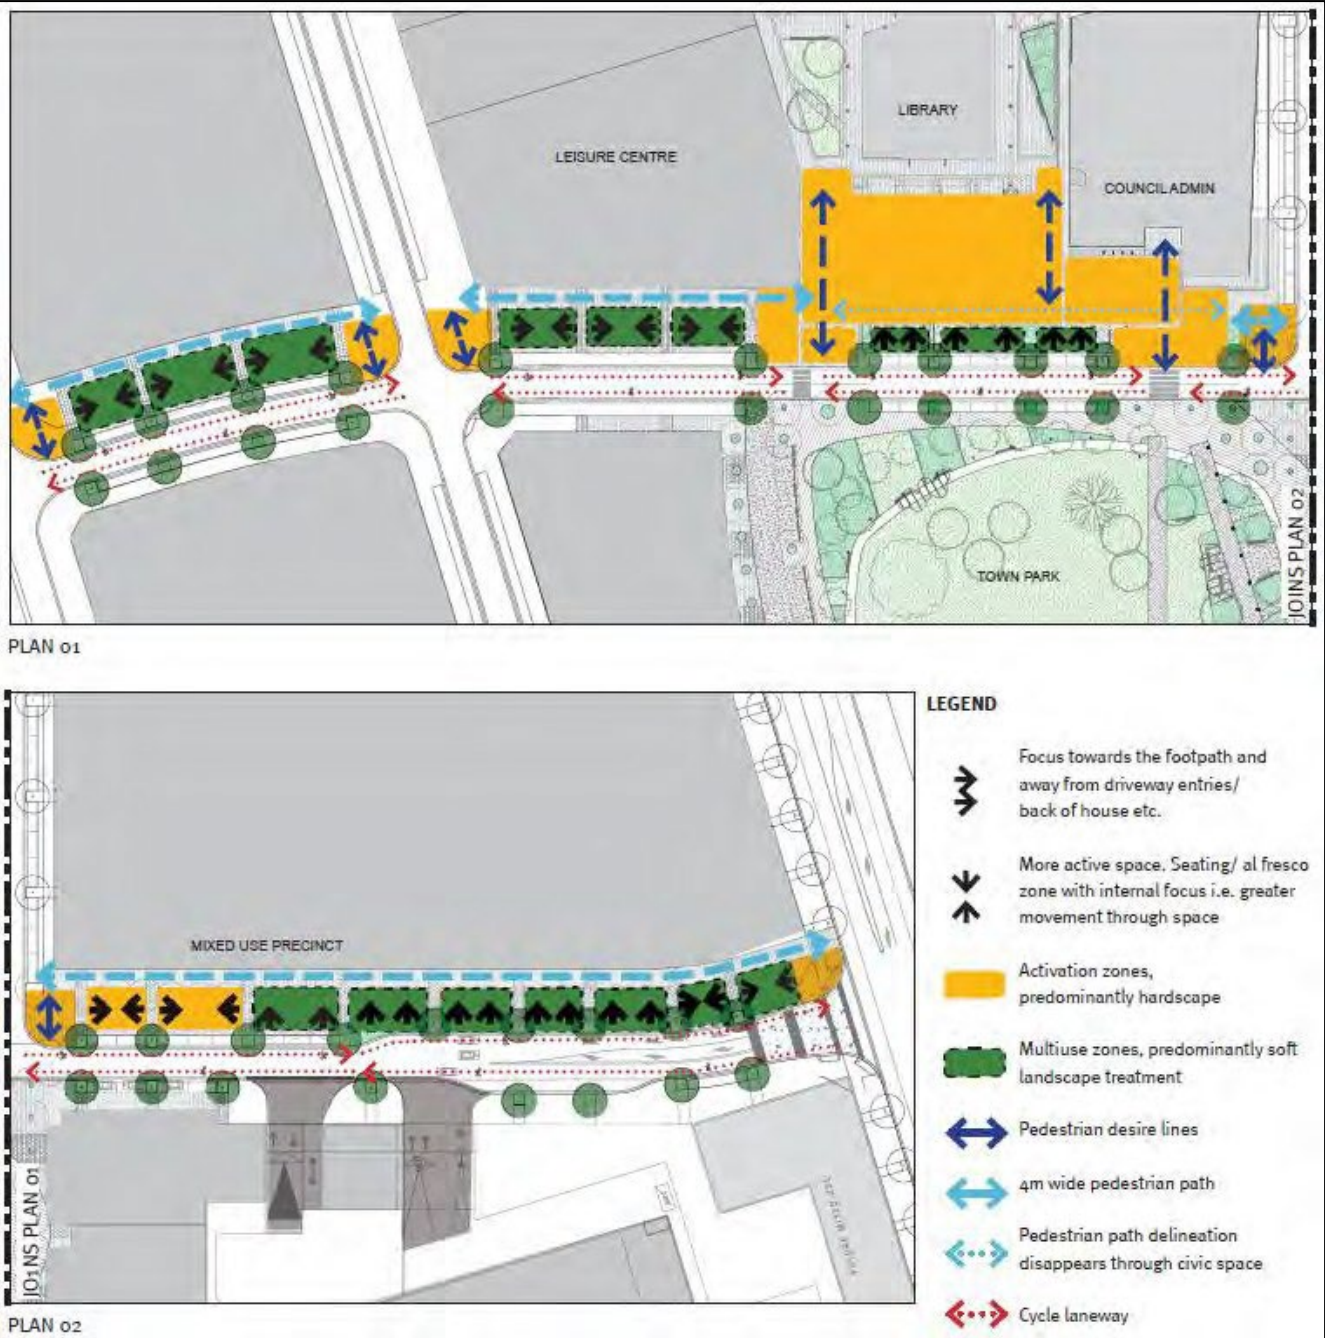 LIBRARY
LEISURE CENTRE
COUNCIL ADMIN
TOWN PARK
JOINS PLAN 02
PLAN 01
LEGEND
Focus towards the footpath and
away from driveway entries/
back of house etc.
More active space. Seating/ al fresco
zone with internal focus i.e. greater
movement through space
Activation zones,
predominantly hardscape
Multiuse zones, predominantly soft
landscape treatment
Pedestrian desire lines
4m wide pedestrian path
Pedestrian path delineation
disappears through civic space
Cycle laneway
MIXED USE PRECINCT
JOINS PLAN 01
PLAN 02